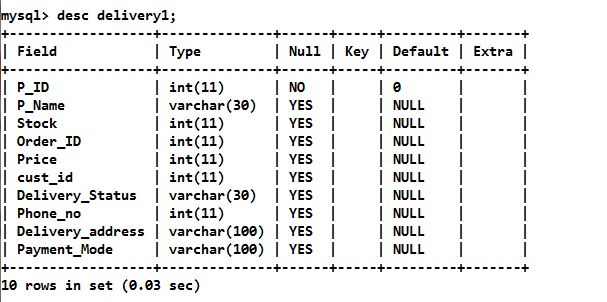 mysql> desc delivery1;
+------------------+--------------+------+-----+---------+-------+
| Field            | Type         | Null | Key | Default | Extra |
+------------------+--------------+------+-----+---------+-------+
| P_ID             | int(11)      | NO   |     | 0       |       |
| P_Name           | varchar(30)  | YES  |     | NULL    |       |
| Stock            | int(11)      | YES  |     | NULL    |       |
| Order_ID         | int(11)      | YES  |     | NULL    |       |
| Price            | int(11)      | YES  |     | NULL    |       |
| cust_id          | int(11)      | YES  |     | NULL    |       |
| Delivery_Status  | varchar(30)  | YES  |     | NULL    |       |
| Phone_no         | int(11)      | YES  |     | NULL    |       |
| Delivery_address | varchar(100) | YES  |     | NULL    |       |
| Payment_Mode     | varchar(100) | YES  |     | NULL    |       |
+------------------+--------------+------+-----+---------+-------+
10 rows in set (0.03 sec)